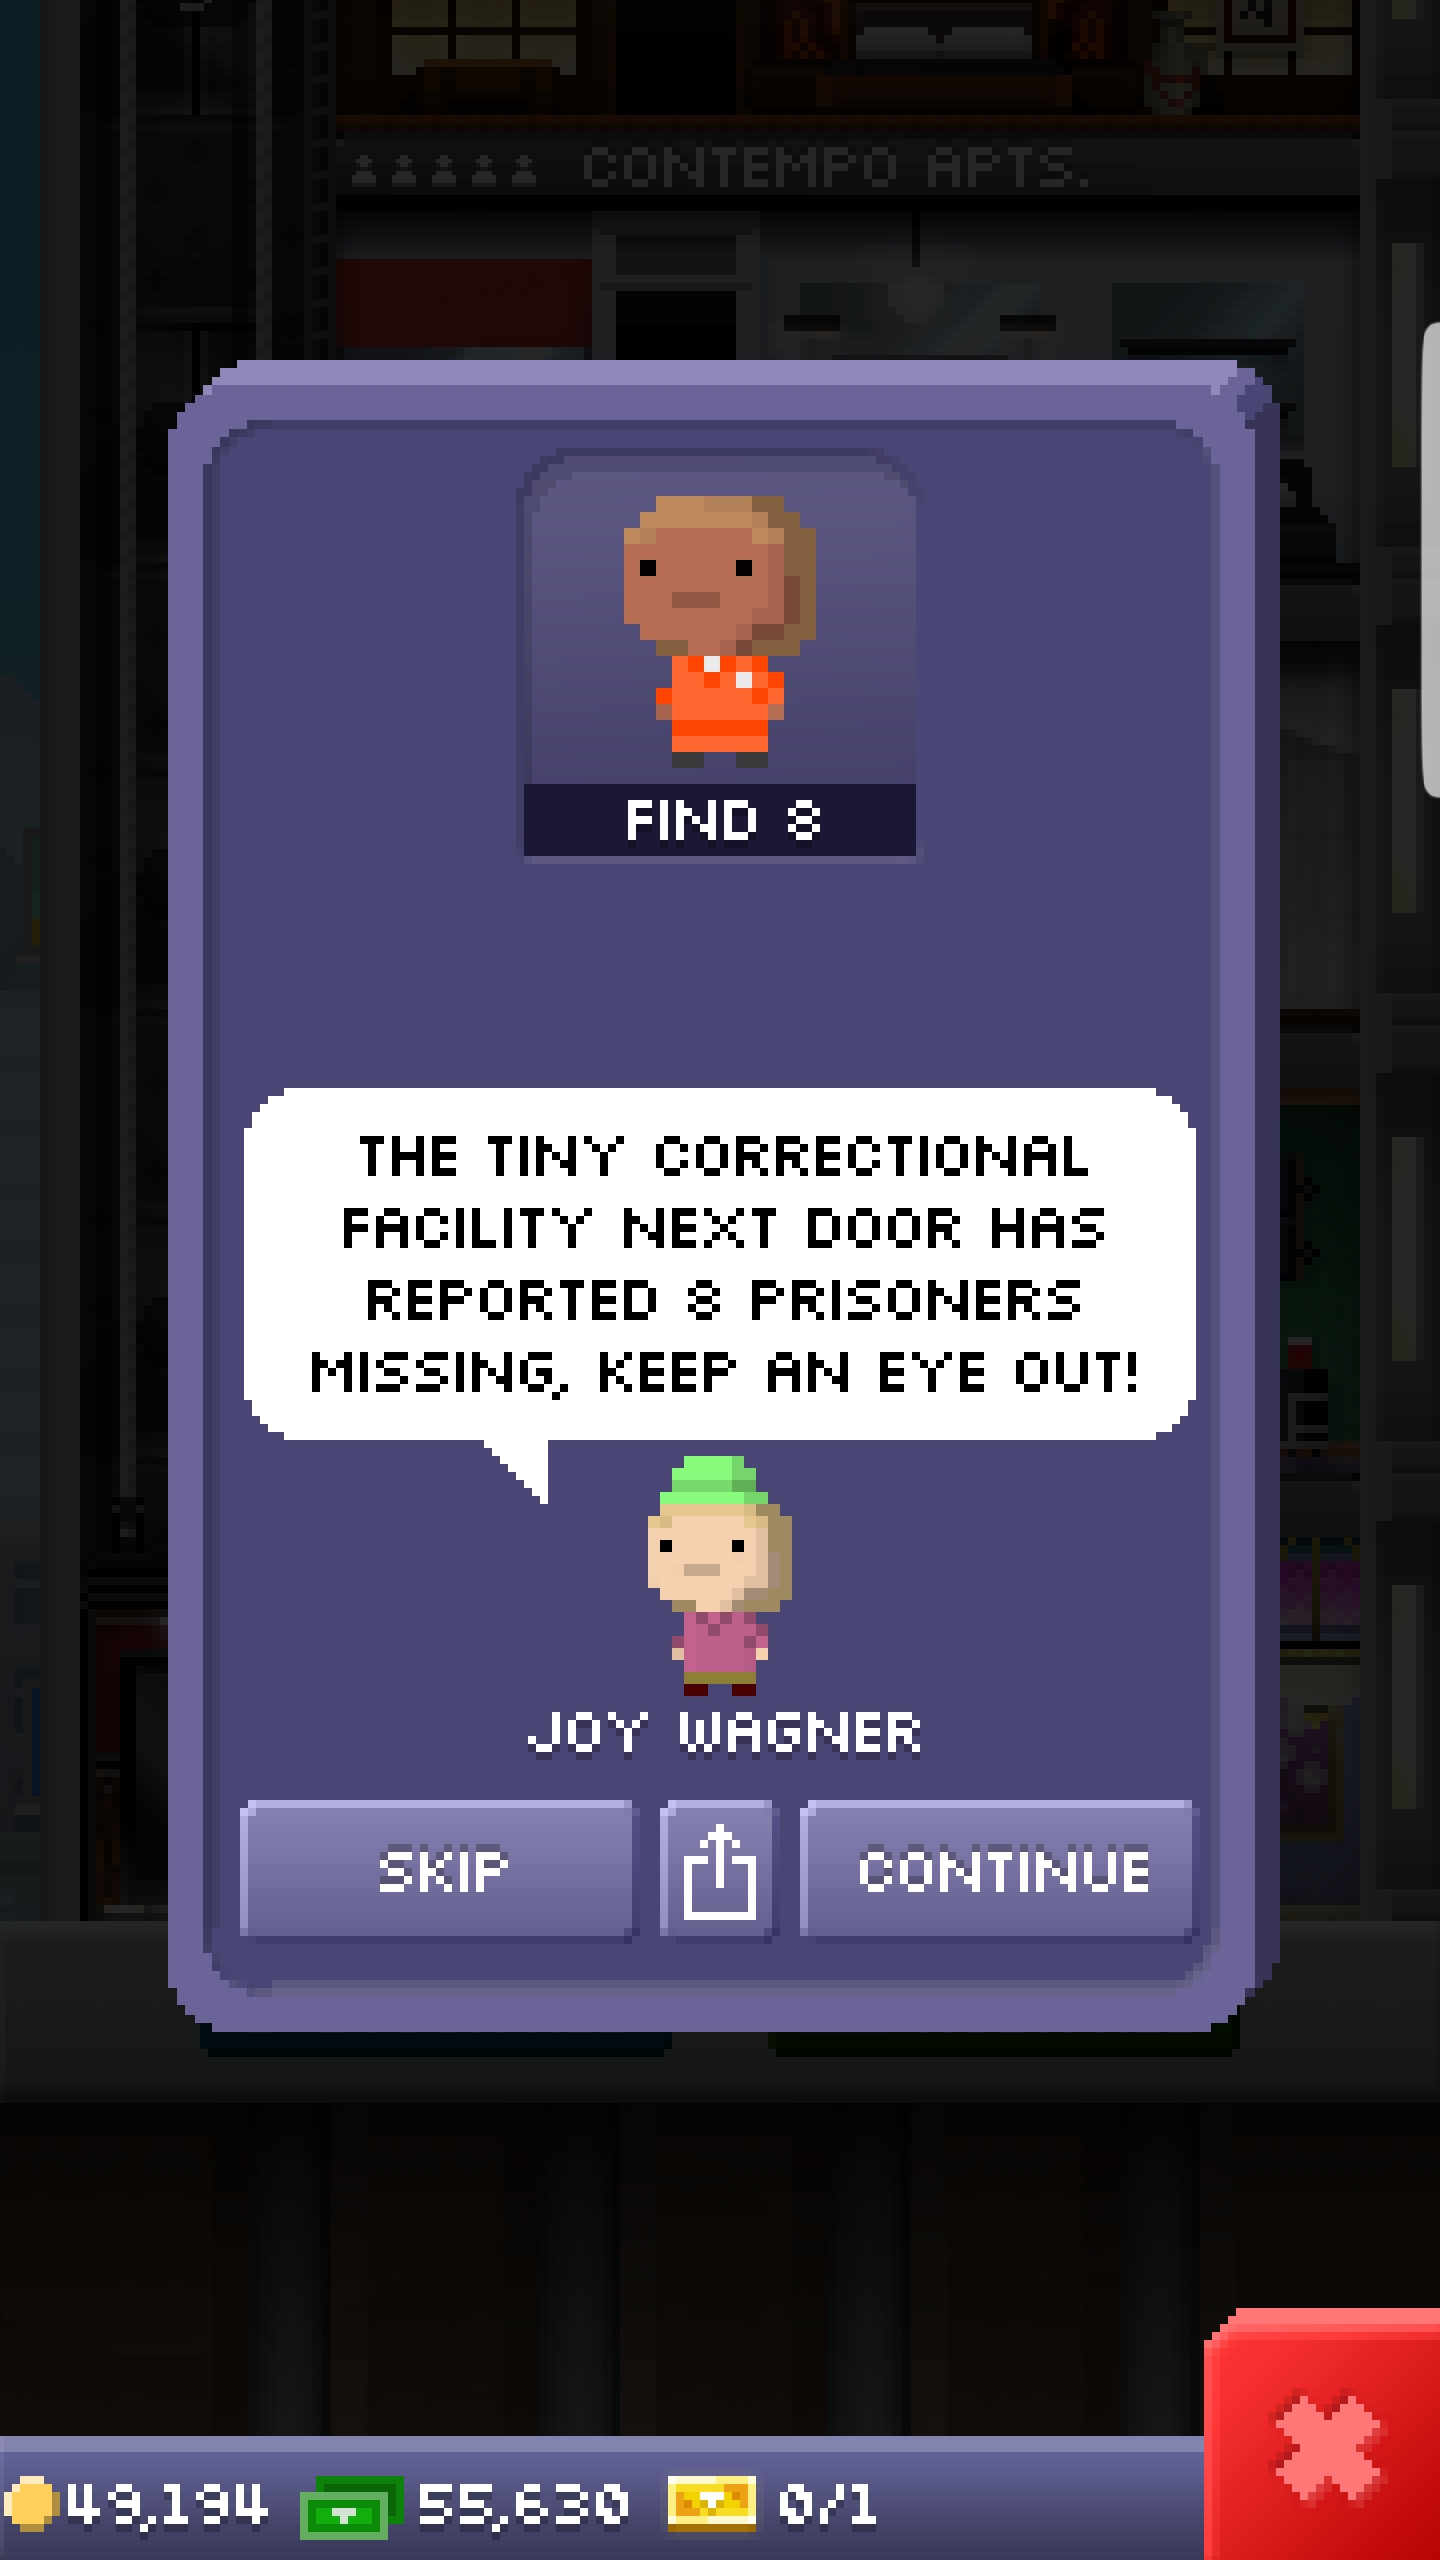 CONTEMPO APTS.
FIND 8
THE TINY CORRECTIONAL
FACILITY NEXT DOOR HAS
REPORTED 8 PRISONERS
MISSING, KEEP AN EYE OUT!
JOY WAGNER
SKIP CONTINUE
49,194 55,630 0/1